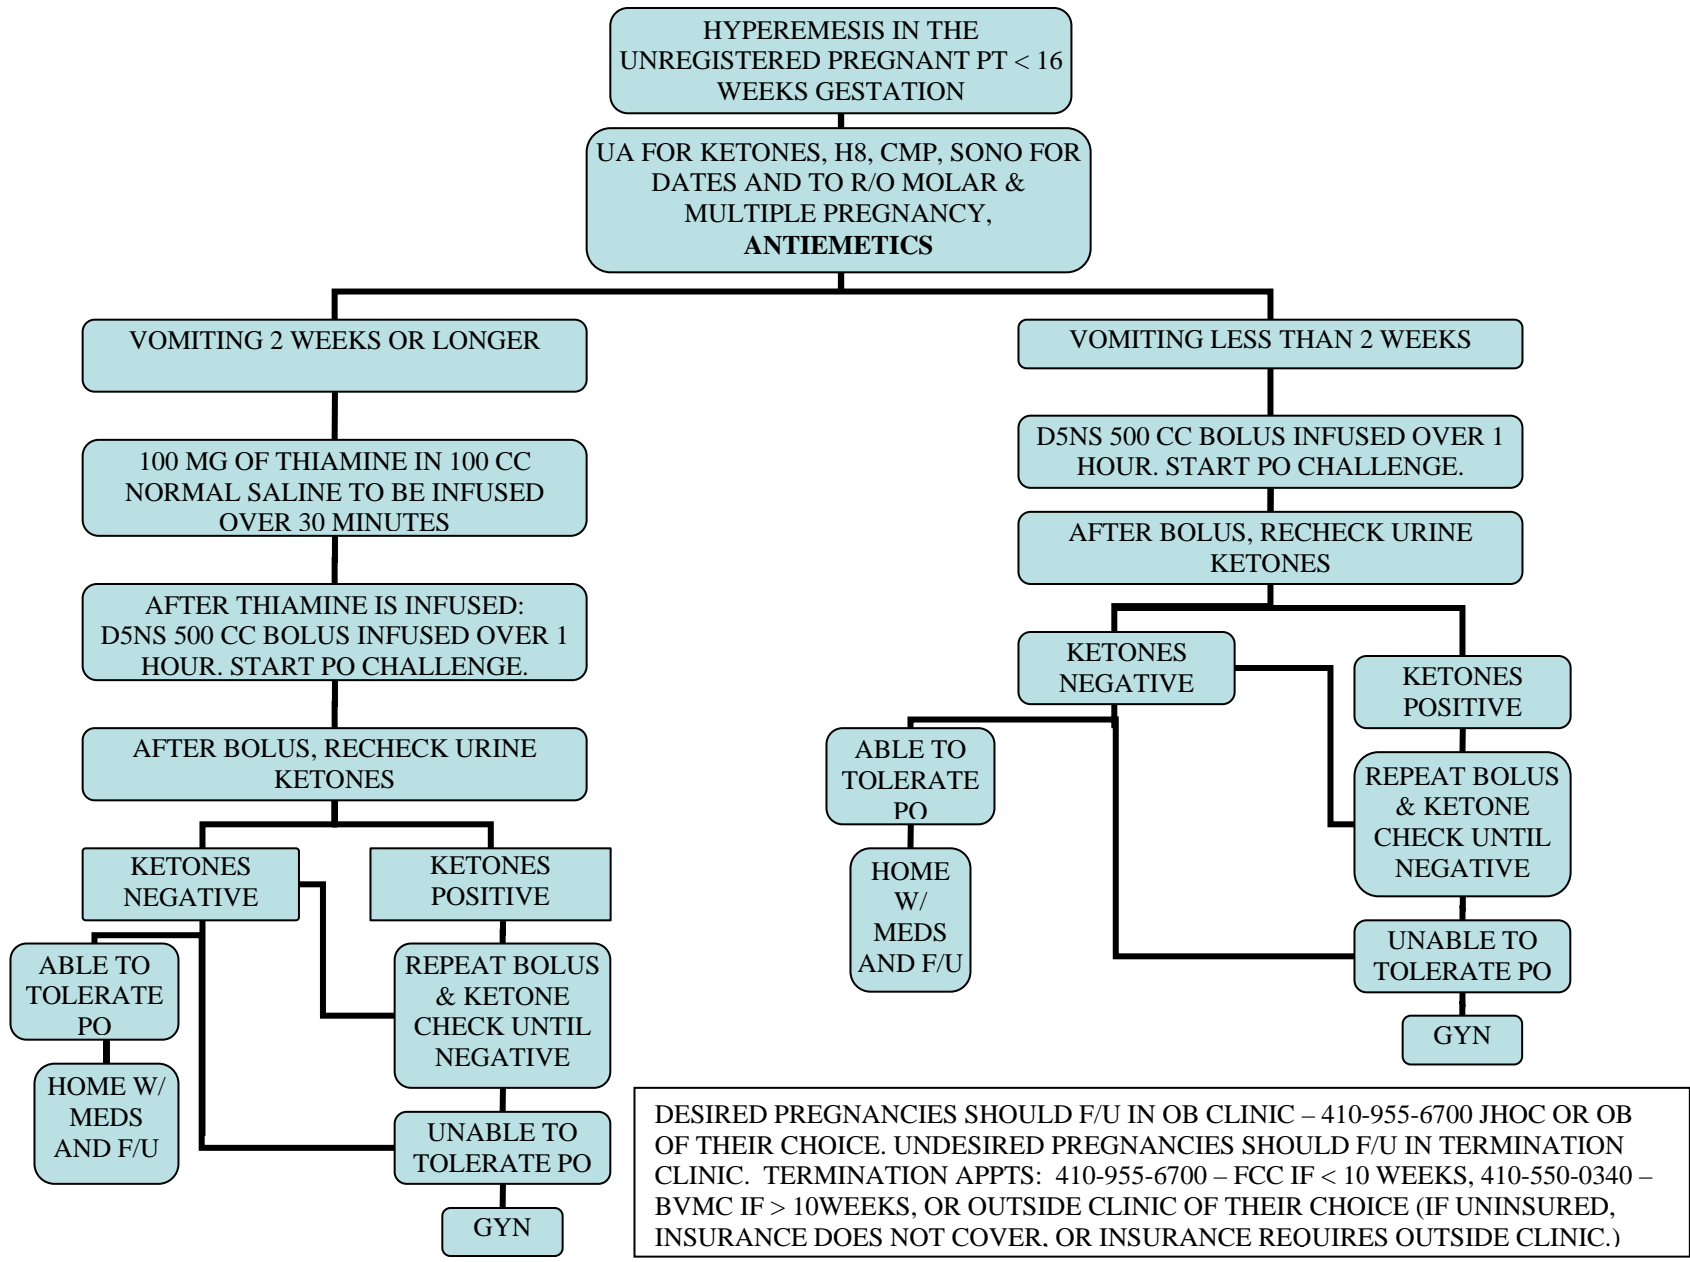 HYPEREMESIS IN THE
UNREGISTERED PREGNANT PT < 16
WEEKS GESTATION
UA FOR KETONES, H8, CMP, SONO FOR
DATES AND TO R/O MOLAR &
MULTIPLE PREGNANCY,
ANTIEMETICS
VOMITING 2 WEEKS OR LONGER
100 MG OF THIAMINE IN 100 CC
NORMAL SALINE TO BE INFUSED
OVER 30 MINUTES
AFTER THIAMINE IS INFUSED:
D5NS 500 CC BOLUS INFUSED OVER 1
HOUR. START PO CHALLENGE.
AFTER BOLUS, RECHECK URINE
KETONES
KETONES
NEGATIVE
KETONES
POSITIVE
ABLE TO
TOLERATE
PO
HOME W/
MEDS
AND F/U
REPEAT BOLUS
& KETONE
CHECK UNTIL
NEGATIVE
UNABLE TO
TOLERATE PO
GYN
VOMITING LESS THAN 2 WEEKS
D5NS 500 CC BOLUS INFUSED OVER 1
HOUR. START PO CHALLENGE.
AFTER BOLUS, RECHECK URINE
KETONES
KETONES
NEGATIVE
KETONES
POSITIVE
ABLE TO
TOLERATE
PO
HOME
W/
MEDS
AND F/U
REPEAT BOLUS
& KETONE
CHECK UNTIL
NEGATIVE
UNABLE TO
TOLERATE PO
GYN
DESIRED PREGNANCIES SHOULD F/U IN OB CLINIC – 410-955-6700 JHOC OR OB
OF THEIR CHOICE. UNDESIRED PREGNANCIES SHOULD F/U IN TERMINATION
CLINIC. TERMINATION APPTS: 410-955-6700 – FCC IF < 10 WEEKS, 410-550-0340 –
BVMC IF > 10WEEKS, OR OUTSIDE CLINIC OF THEIR CHOICE (IF UNINSURED,
INSURANCE DOES NOT COVER, OR INSURANCE REQUIRES OUTSIDE CLINIC.)